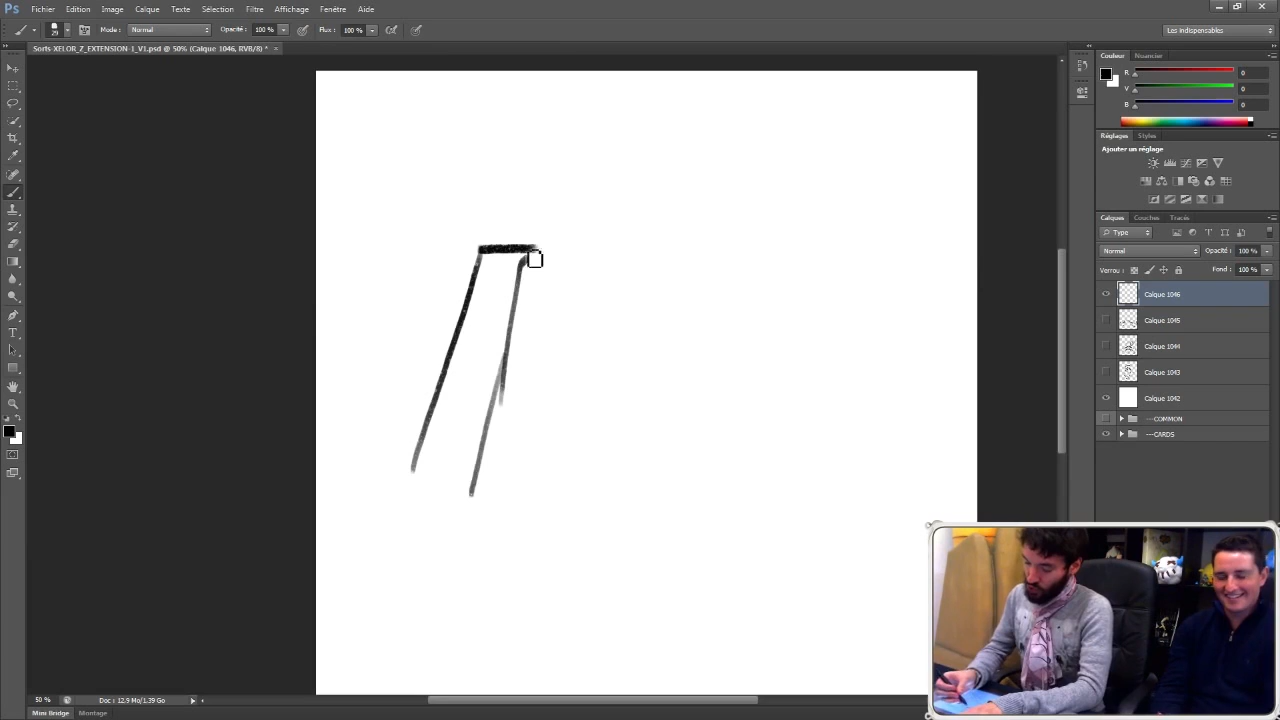 Ps Fichier Edition Image Calque Texte Sélection Filtre Affichage Fenêtre Aide
29 Mode : Normal Opacité : 100 % Flux : 100 % Les indispensables
Sorts-XELOR_Z_EXTENSION-1_V1.psd @ 50% (Calque 1046, RVB/8) * ×
Couleur Nuancier
R 0
V 0
B 0
Réglages Styles
Ajouter un réglage
Calques Couches Tracés
Type
Normal Opacité : 100 %
Verrou : Fond : 100 %
Calque 1046
Calque 1045
Calque 1044
Calque 1043
Calque 1042
---COMMON
---CARDS
50 % Doc : 12.9 Mo/1.39 Go
Mini Bridge Montage